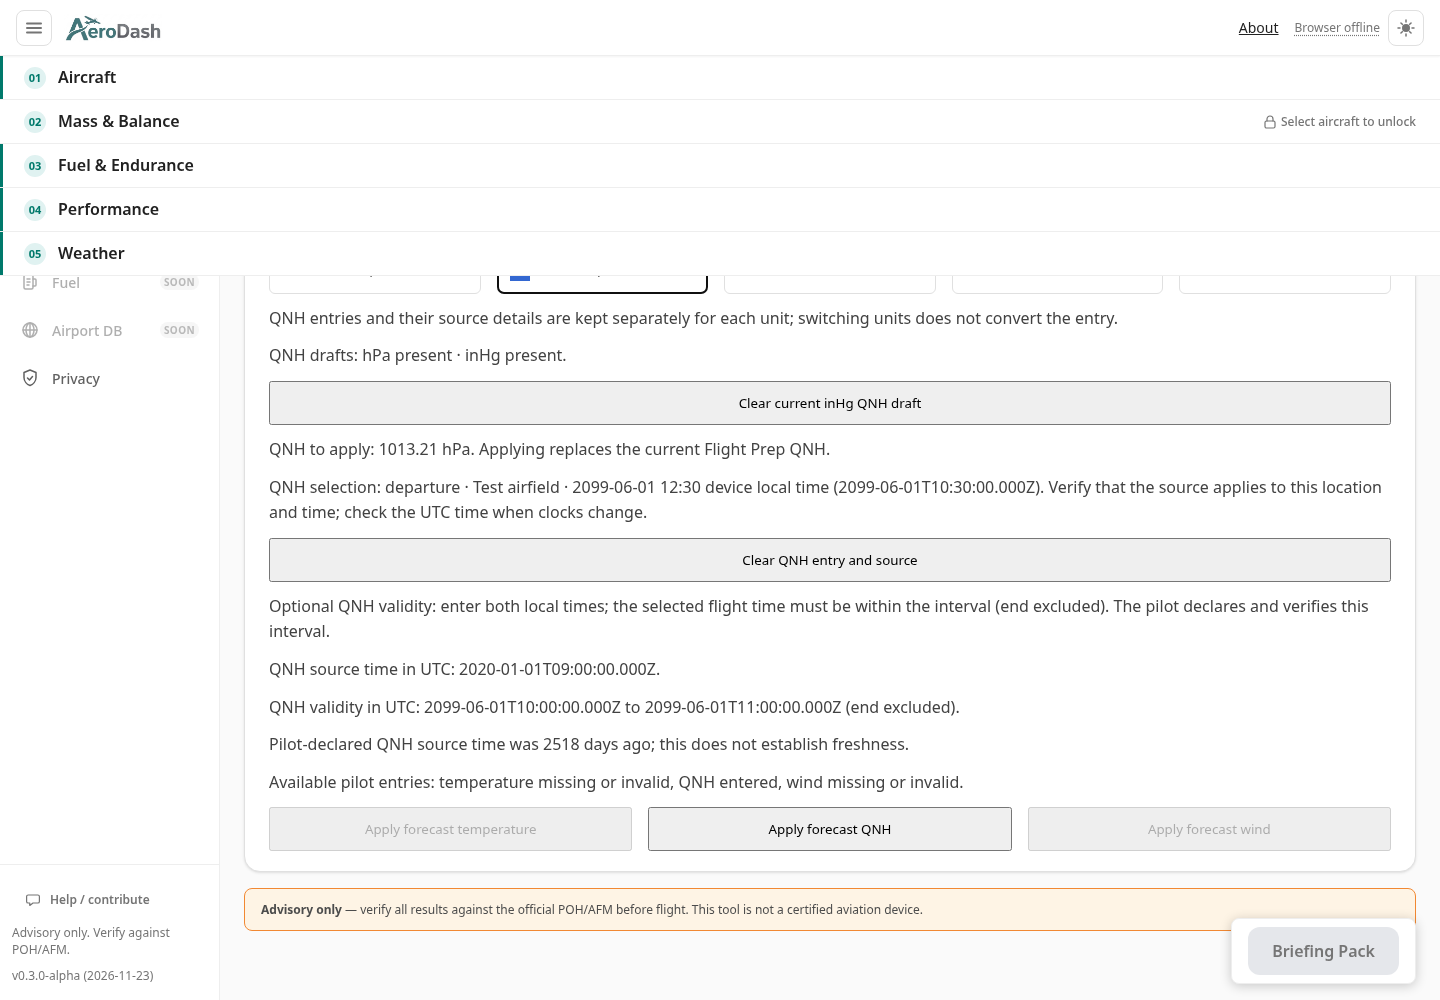 AeroDash
About
Browser offline
01 Aircraft
02 Mass & Balance
Select aircraft to unlock
03 Fuel & Endurance
04 Performance
05 Weather
Fuel SOON
Airport DB SOON
Privacy
QNH entries and their source details are kept separately for each unit; switching units does not convert the entry.
QNH drafts: hPa present · inHg present.
Clear current inHg QNH draft
QNH to apply: 1013.21 hPa. Applying replaces the current Flight Prep QNH.
QNH selection: departure · Test airfield · 2099-06-01 12:30 device local time (2099-06-01T10:30:00.000Z). Verify that the source applies to this location
and time; check the UTC time when clocks change.
Clear QNH entry and source
Optional QNH validity: enter both local times; the selected flight time must be within the interval (end excluded). The pilot declares and verifies this
interval.
QNH source time in UTC: 2020-01-01T09:00:00.000Z.
QNH validity in UTC: 2099-06-01T10:00:00.000Z to 2099-06-01T11:00:00.000Z (end excluded).
Pilot-declared QNH source time was 2518 days ago; this does not establish freshness.
Available pilot entries: temperature missing or invalid, QNH entered, wind missing or invalid.
Apply forecast temperature
Apply forecast QNH
Apply forecast wind
Advisory only — verify all results against the official POH/AFM before flight. This tool is not a certified aviation device.
Briefing Pack
Help / contribute
Advisory only. Verify against
POH/AFM.
v0.3.0-alpha (2026-11-23)